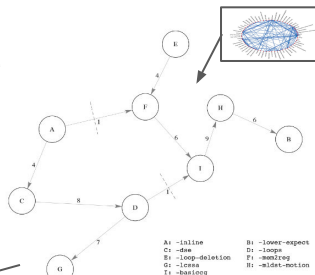 E
4
F
1
A
H
6
B
6
9
I
4
C
8
D
1
7
G
A: -inline B: -lower-expect
C: -dse D: -loops
E: -loop-deletion F: -mem2reg
G: -lcssa H: -mldst-motion
I: -basiccg